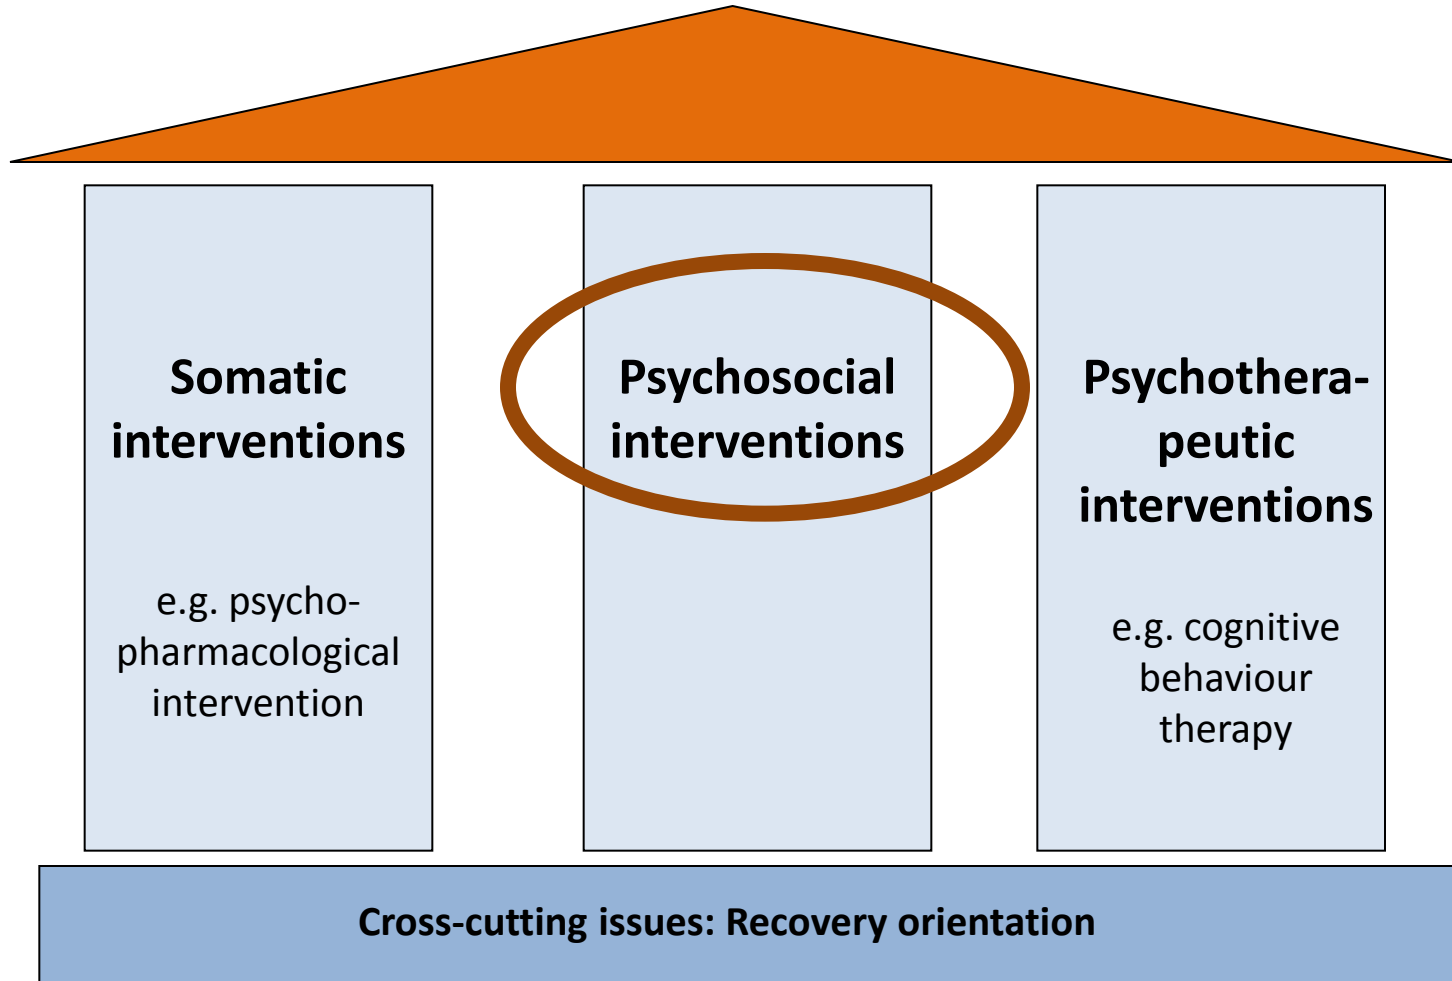 Somatic
interventions
e.g. psycho-
pharmacological
intervention
Psychosocial
interventions
Psychothera-
peutic
interventions
e.g. cognitive
behaviour
therapy
Cross-cutting issues: Recovery orientation